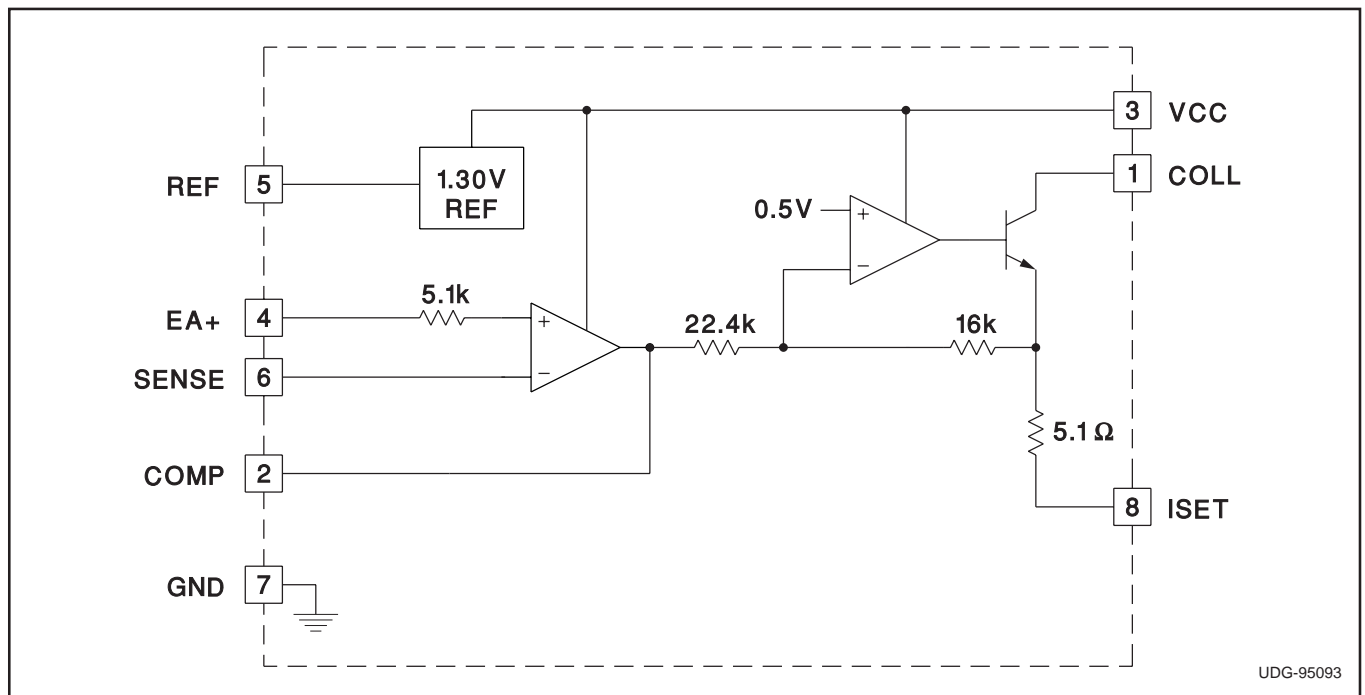 3 VCC
1 COLL
REF 5
1.30V
REF
0.5V
+
−
5.1k
EA+ 4
+
−
22.4k
16k
SENSE 6
5.1Ω
COMP 2
8 ISET
GND 7
UDG-95093